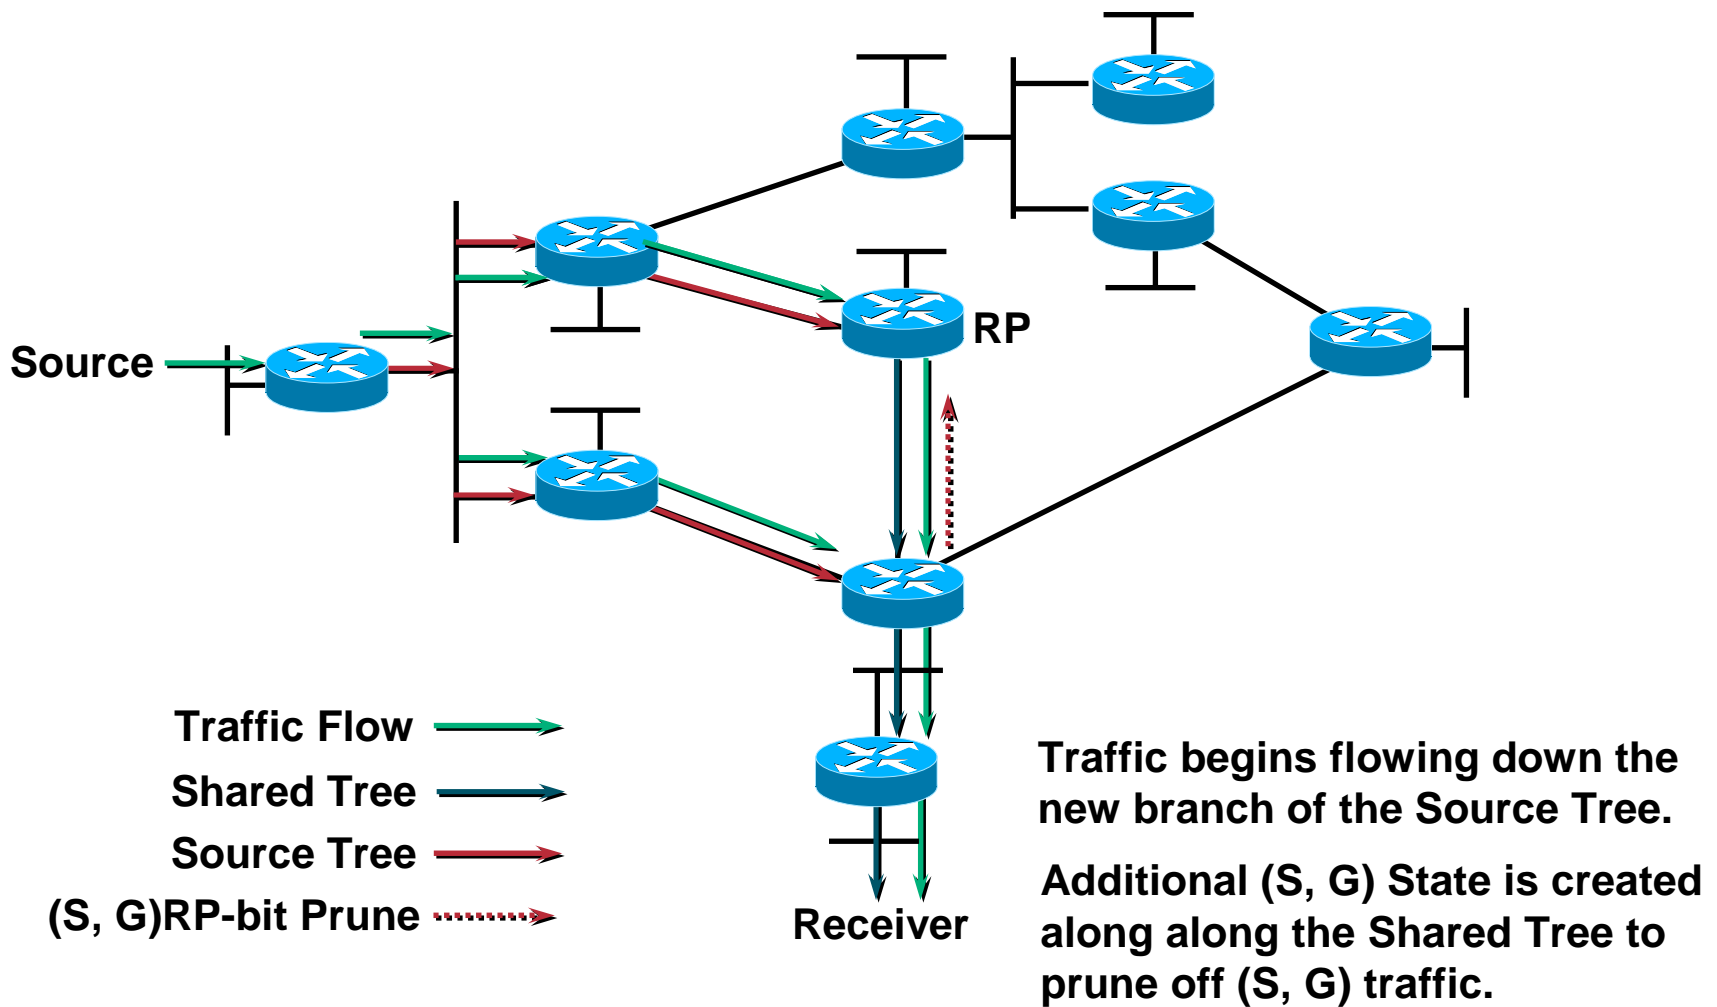 RP
Source
Traffic Flow
Shared Tree
Source Tree
(S, G)RP-bit Prune
Receiver
Traffic begins flowing down the
new branch of the Source Tree.
Additional (S, G) State is created
along along the Shared Tree to
prune off (S, G) traffic.